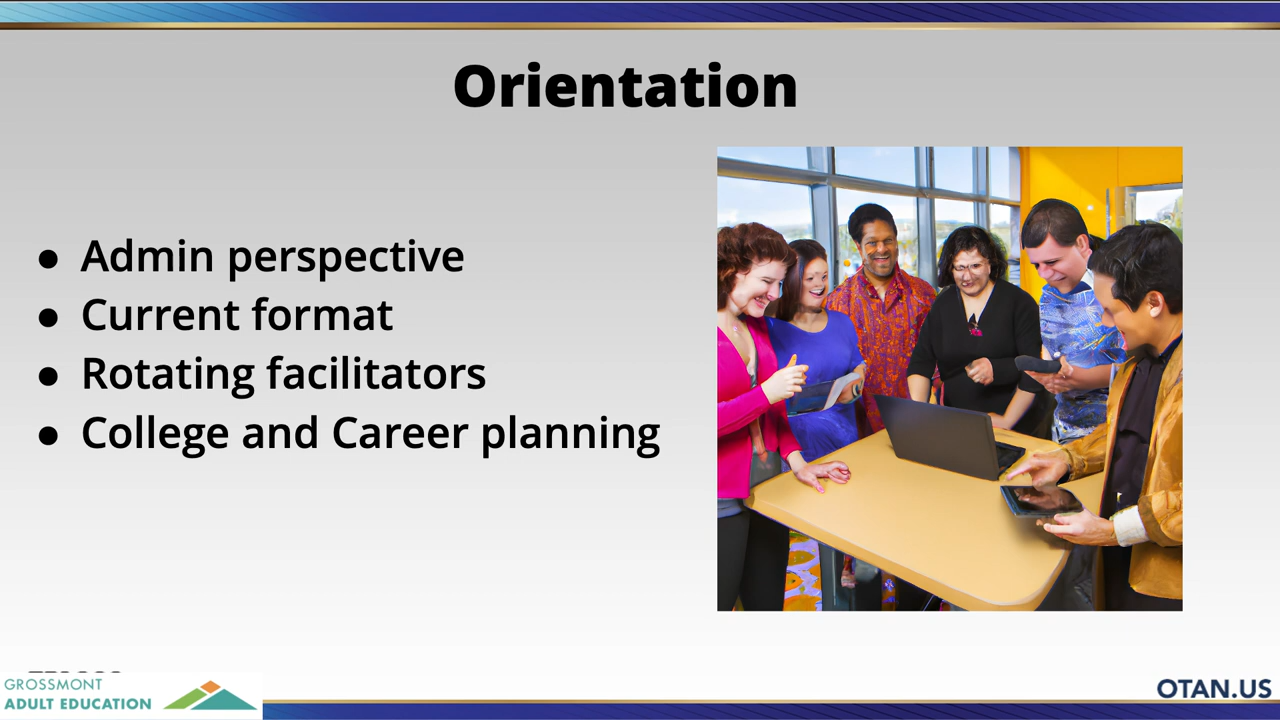 Orientation
● Admin perspective
● Current format
● Rotating facilitators
● College and Career planning
GROSSMONT
ADULT EDUCATION
OTAN.US